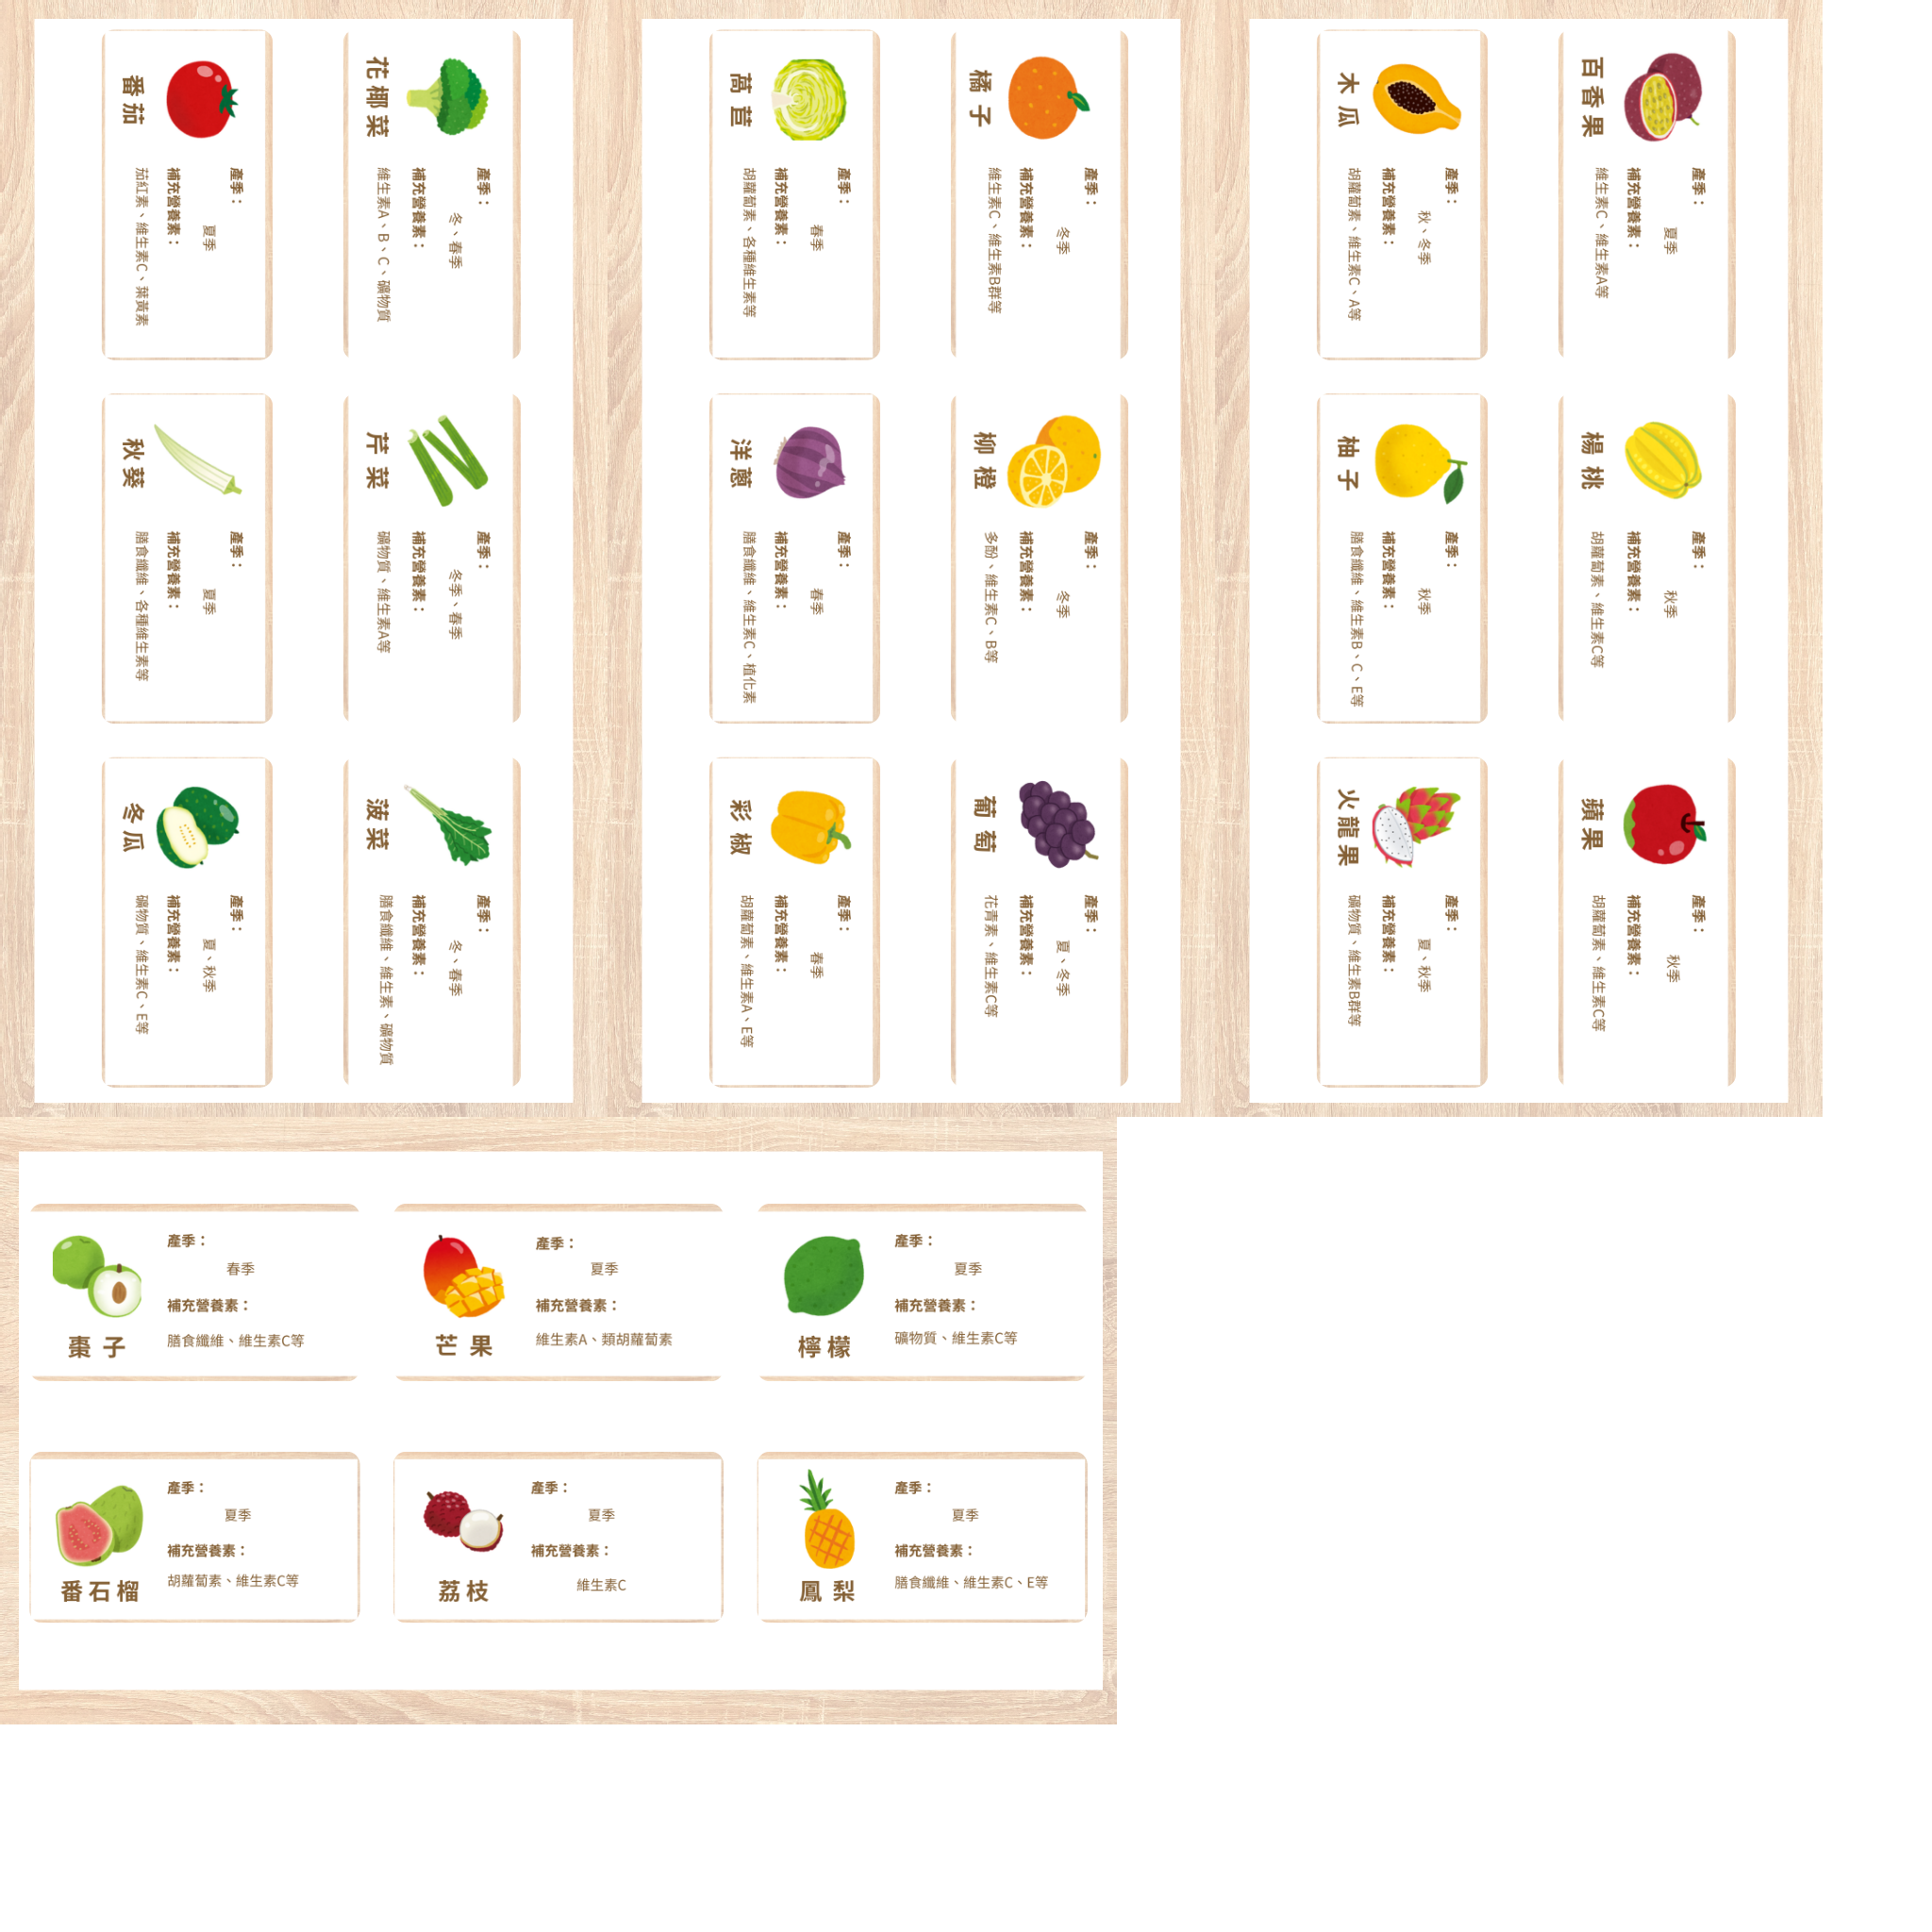 產季：
冬、春季
補充營養素：
維生素A、B、C、礦物質
花椰菜
產季：
冬季、春季
補充營養素：
礦物質、維生素A等
芹菜
產季：
冬、春季
補充營養素：
膳食纖維、維生素、礦物質
菠菜
產季：
夏季
補充營養素：
茄紅素、維生素C、葉黃素
番茄
產季：
夏季
補充營養素：
膳食纖維、各種維生素等
秋葵
產季：
夏、秋季
補充營養素：
礦物質、維生素C、E等
冬瓜
產季：
冬季
補充營養素：
維生素C、維生素B群等
橘子
產季：
冬季
補充營養素：
多酚、維生素C、B等
柳橙
產季：
夏、冬季
補充營養素：
花青素、維生素C等
葡萄
產季：
春季
補充營養素：
胡蘿蔔素、各種維生素等
萵苣
產季：
春季
補充營養素：
膳食纖維、維生素C、植化素
洋蔥
產季：
春季
補充營養素：
胡蘿蔔素、維生素A、E等
彩椒
產季：
夏季
補充營養素：
維生素C、維生素A等
百香果
產季：
秋季
補充營養素：
胡蘿蔔素、維生素C等
楊桃
產季：
秋季
補充營養素：
胡蘿蔔素、維生素C等
蘋果
產季：
秋、冬季
補充營養素：
胡蘿蔔素、維生素C、A等
木瓜
產季：
秋季
補充營養素：
膳食纖維、維生素B、C、E等
柚子
產季：
夏、秋季
補充營養素：
礦物質、維生素B群等
火龍果
產季：
春季
補充營養素：
膳食纖維、維生素C等
棗子
產季：
夏季
補充營養素：
維生素A、類胡蘿蔔素
芒果
產季：
夏季
補充營養素：
礦物質、維生素C等
檸檬
產季：
夏季
補充營養素：
胡蘿蔔素、維生素C等
番石榴
產季：
夏季
補充營養素：
維生素C
荔枝
產季：
夏季
補充營養素：
膳食纖維、維生素C、E等
鳳梨